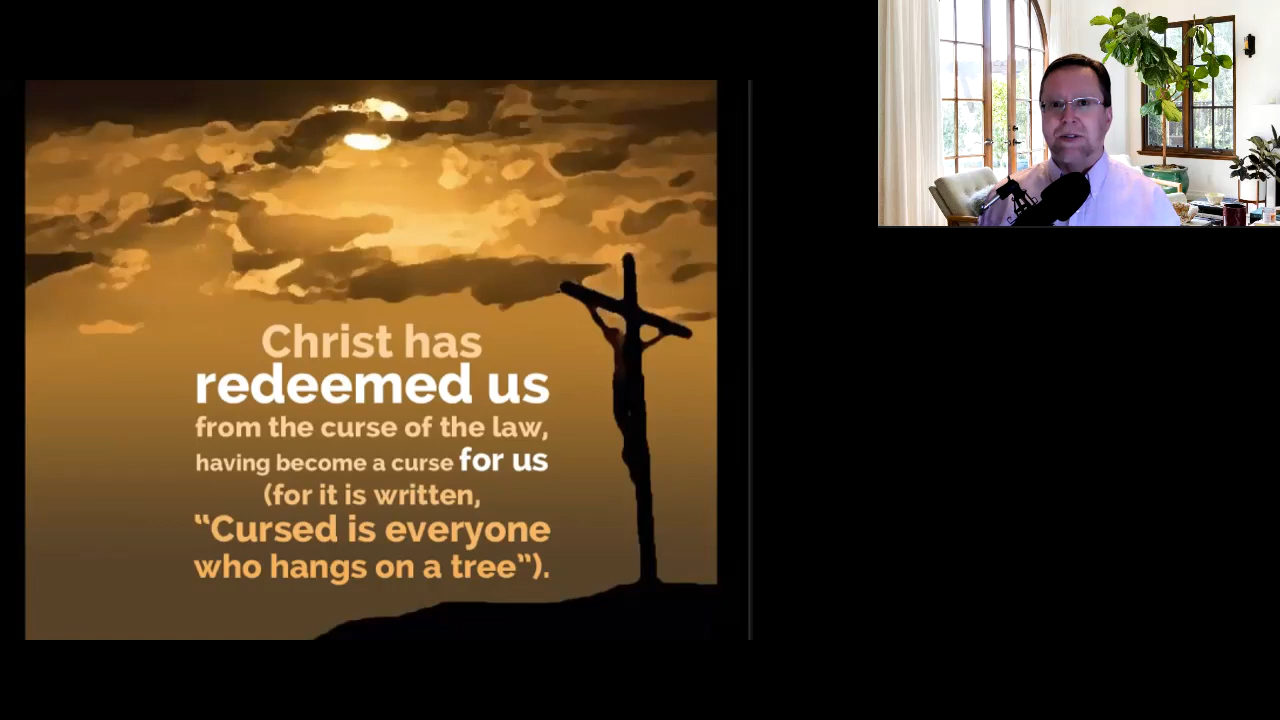 Christ has
redeemed us
from the curse of the law,
having become a curse for us
(for it is written,
“Cursed is everyone
who hangs on a tree”).